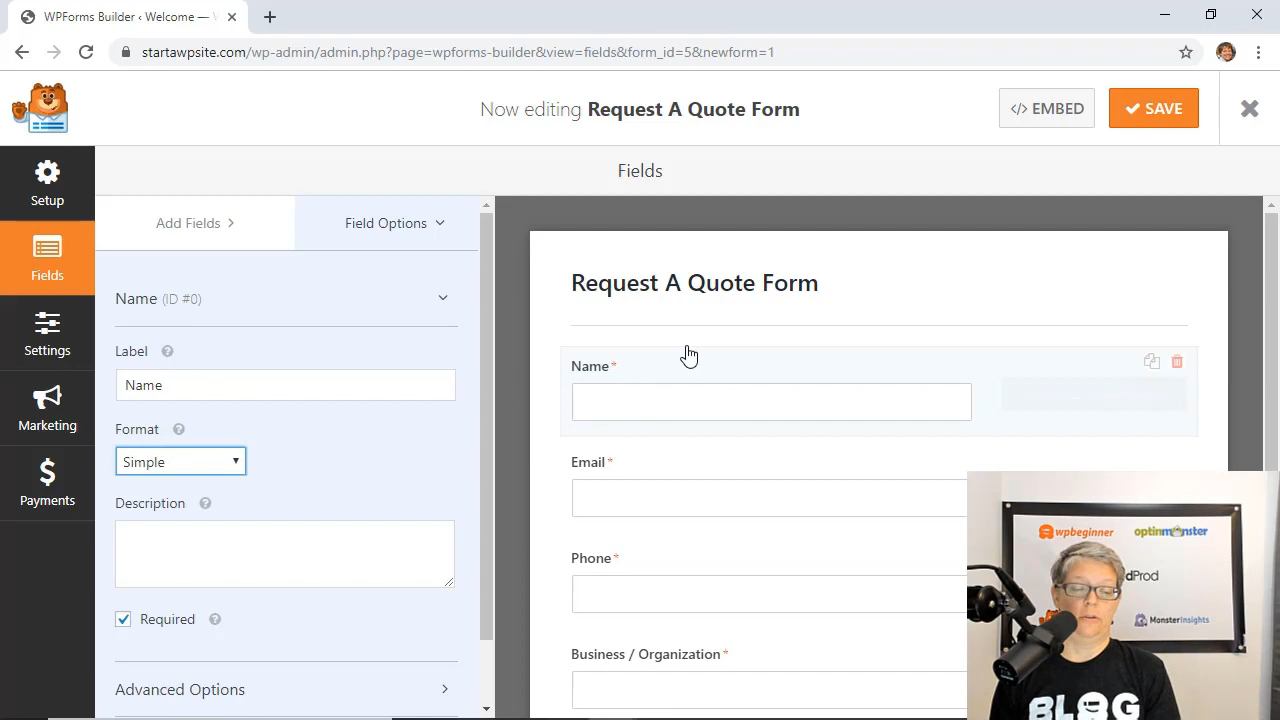 WPForms Builder ‹ Welcome —
startawpsite.com/wp-admin/admin.php?page=wpforms-builder&view=fields&form_id=5&newform=1
Now editing Request A Quote Form
</> EMBED
SAVE
Setup
Fields
Settings
Marketing
Payments
Fields
Add Fields
Field Options
Name (ID #0)
Label
Name
Format
Simple
Description
Required
Advanced Options
Request A Quote Form
Name*
Email*
Phone*
Business / Organization*
wpbeginner
optinmonster
dProd
MonsterInsights
BLOG